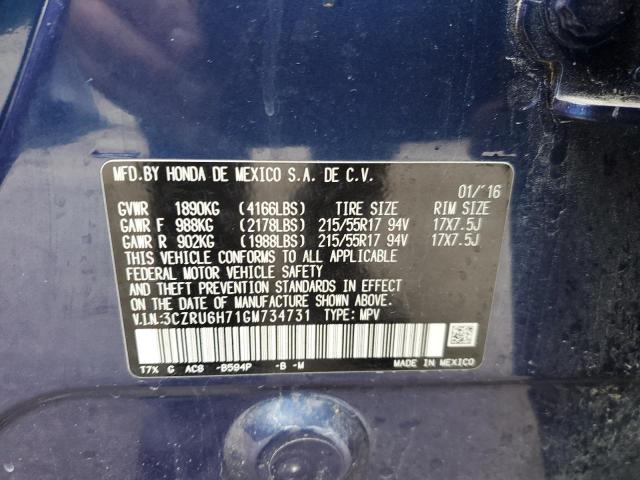 MFD.BY HONDA DE MEXICO S.A. DE C.V.
01/'16
GVWR 1890KG (4166LBS) TIRE SIZE RIM SIZE
GAWR F 988KG (2178LBS) 215/55R17 94V 17X7.5J
GAWR R 902KG (1988LBS) 215/55R17 94V 17X7.5J
THIS VEHICLE CONFORMS TO ALL APPLICABLE
FEDERAL MOTOR VEHICLE SAFETY
AND THEFT PREVENTION STANDARDS IN EFFECT
ON THE DATE OF MANUFACTURE SHOWN ABOVE.
V.I.N:3CZRU6H71GM734731 TYPE: MPV
T7X G AC6 -B594P -B -M
MADE IN MEXICO